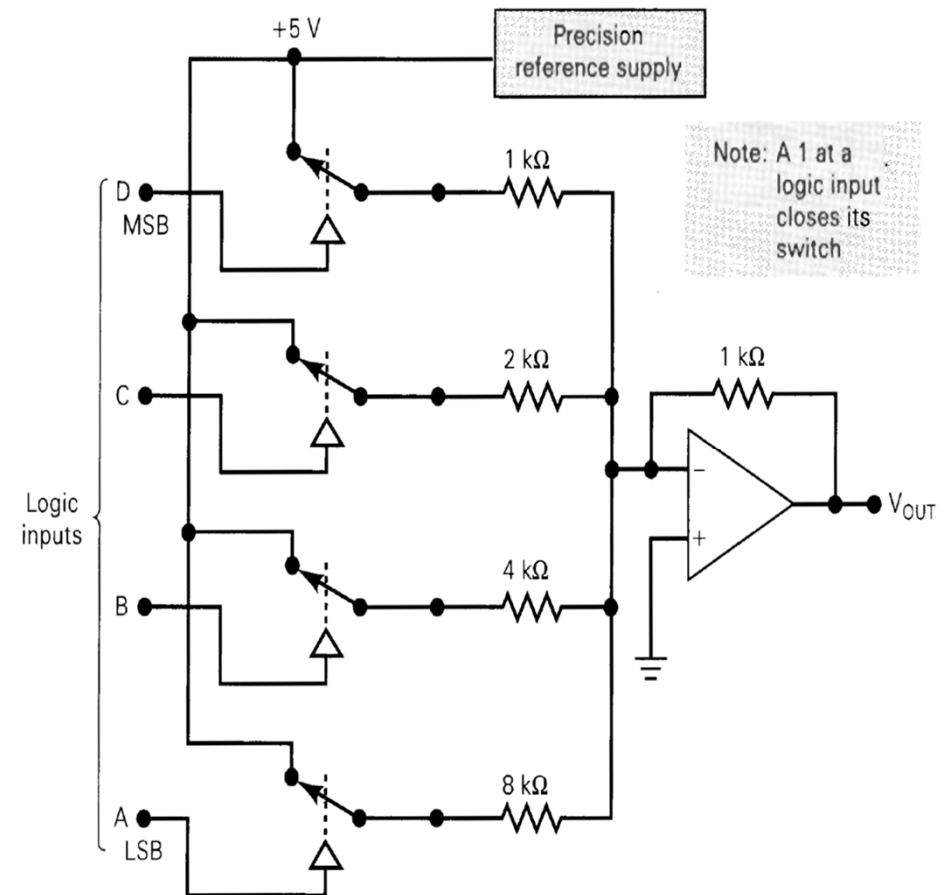 +5 V
Precision
reference supply
Note: A 1 at a
logic input
closes its
switch
1 kΩ
D
MSB
2 kΩ
1 kΩ
C
Logic
inputs
−
+
VOUT
4 kΩ
B
8 kΩ
A
LSB